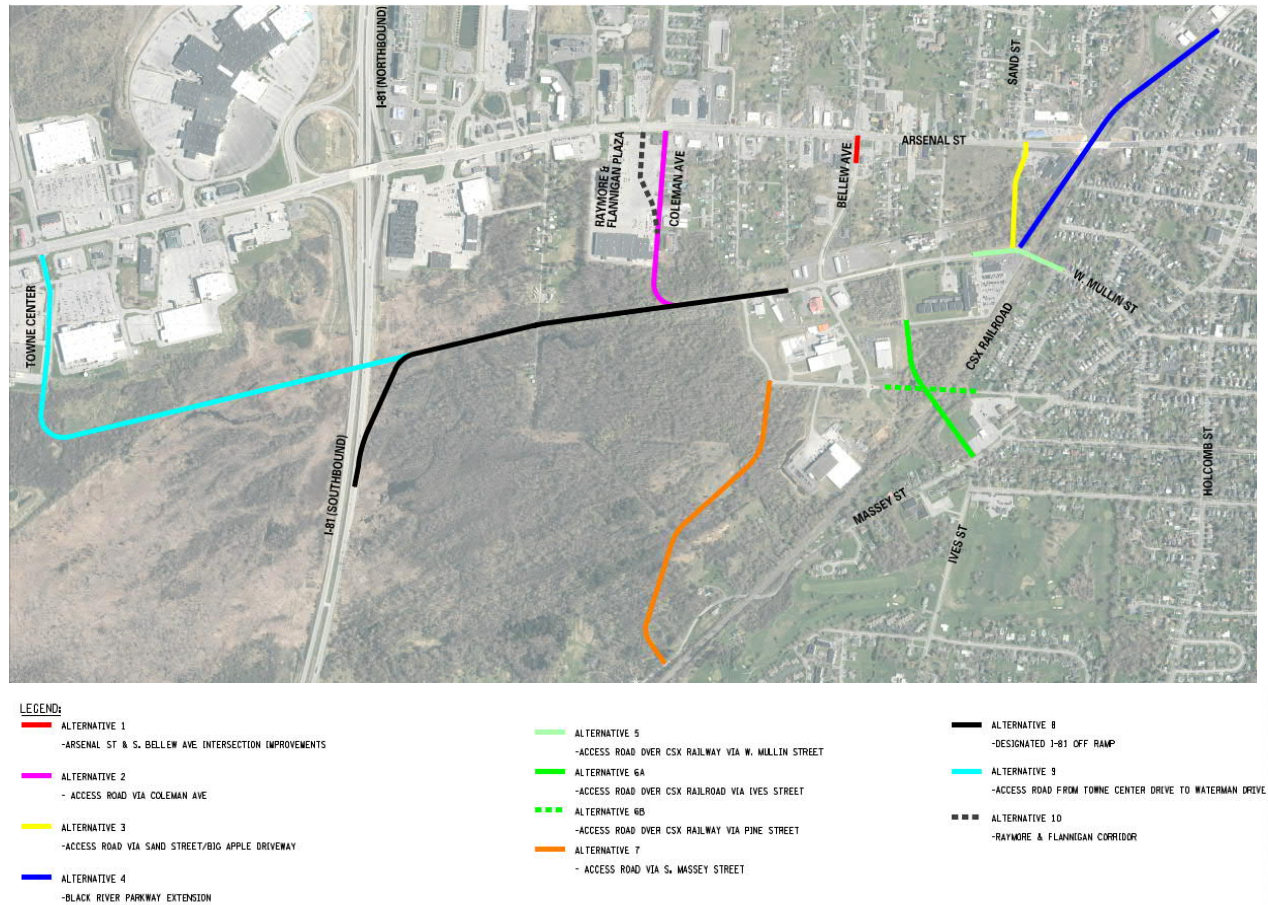 I-81 (NORTHBOUND)
SAND ST
ARSENAL ST
RAYMORE &
FLANNIGAN PLAZA
COLEMAN AVE
BELLEW AVE
TOWNE CENTER
W. MULLIN ST
CSX RAILROAD
I-81 (SOUTHBOUND)
MASSEY ST
IVES ST
HOLCOMB ST
LEGEND:
ALTERNATIVE 1
-ARSENAL ST & S. BELLEW AVE INTERSECTION IMPROVEMENTS
ALTERNATIVE 2
- ACCESS ROAD VIA COLEMAN AVE
ALTERNATIVE 3
-ACCESS ROAD VIA SAND STREET/BIG APPLE DRIVEWAY
ALTERNATIVE 4
-BLACK RIVER PARKWAY EXTENSION
ALTERNATIVE 5
-ACCESS ROAD OVER CSX RAILWAY VIA W. MULLIN STREET
ALTERNATIVE 6A
-ACCESS ROAD OVER CSX RAILROAD VIA IVES STREET
ALTERNATIVE 6B
-ACCESS ROAD OVER CSX RAILWAY VIA PINE STREET
ALTERNATIVE 7
- ACCESS ROAD VIA S. MASSEY STREET
ALTERNATIVE 8
-DESIGNATED I-81 OFF RAMP
ALTERNATIVE 9
-ACCESS ROAD FROM TOWNE CENTER DRIVE TO WATERMAN DRIVE
ALTERNATIVE 10
-RAYMORE & FLANNIGAN CORRIDOR